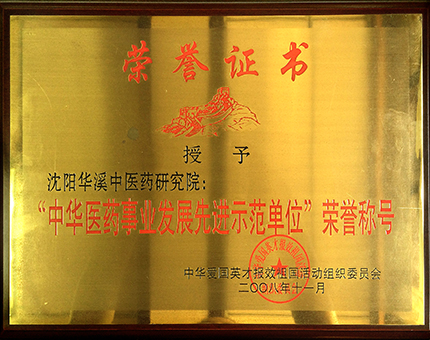 荣誉证书
授予
沈阳华溪中医药研究院：
“中华医药事业发展先进示范单位”荣誉称号
中华爱国英才报效祖国活动组织委员会
二〇〇八年十一月